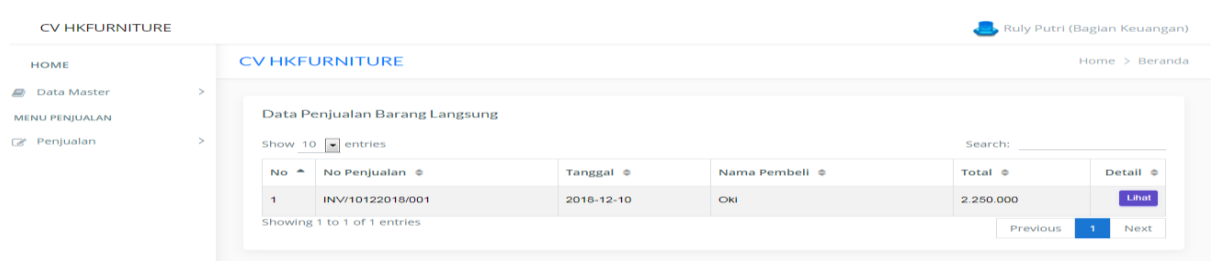 CV HKFURNITURE
Ruly Putri (Bagian Keuangan)
HOME
CV HKFURNITURE
Home > Beranda
Data Master >
MENU PENJUALAN
Penjualan >
Data Penjualan Barang Langsung
Show 10 entries
Search:
No No Penjualan Tanggal Nama Pembeli Total Detail
1 INV/10122018/001 2018-12-10 Oki 2.250.000 Lihat
Showing 1 to 1 of 1 entries
Previous 1 Next